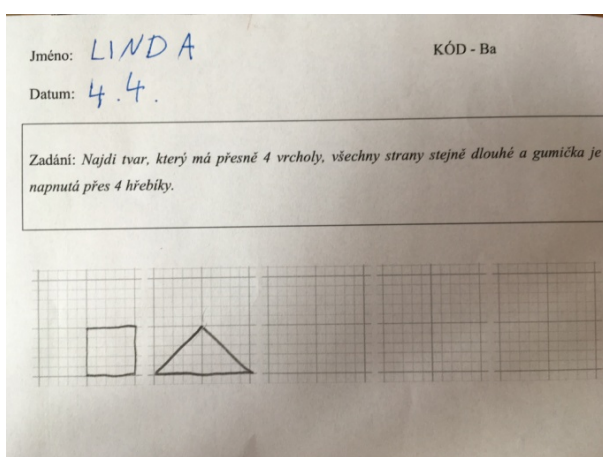 Jméno: LINDA KÓD - Ba
Datum: 4.4.
Zadání: Najdi tvar, který má přesně 4 vrcholy, všechny strany stejně dlouhé a gumička je
napnutá přes 4 hřebíky.